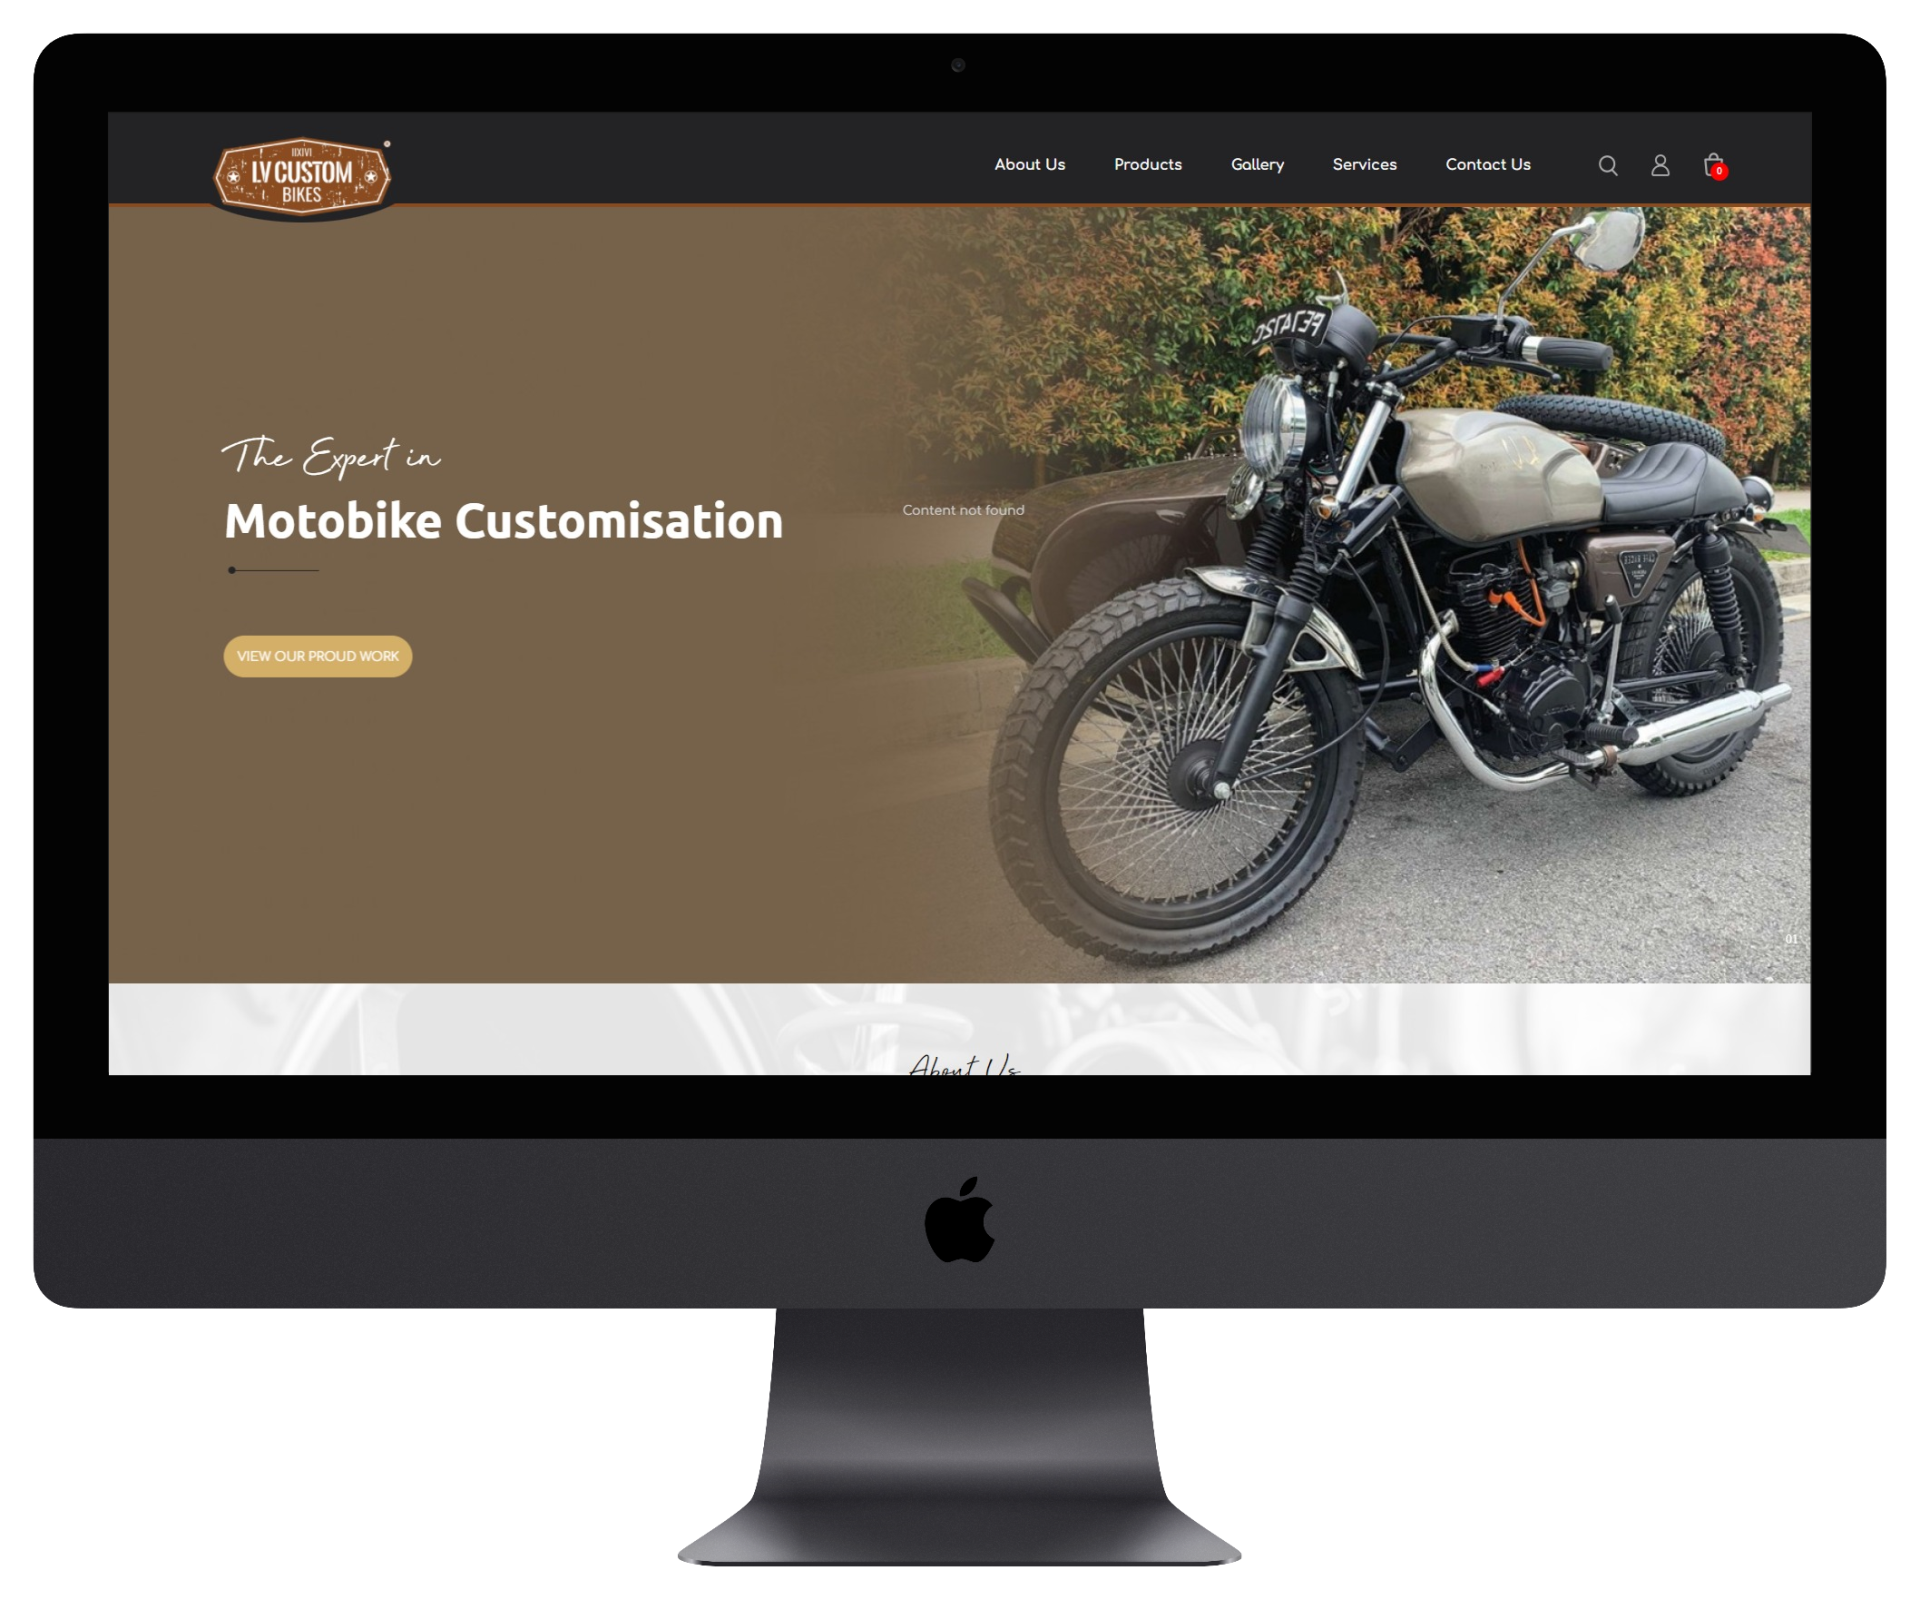 IIXIVI
LV CUSTOM
BIKES
About Us
Products
Gallery
Services
Contact Us
0
The Expert in
Motobike Customisation
Content not found
VIEW OUR PROUD WORK
01
About Us